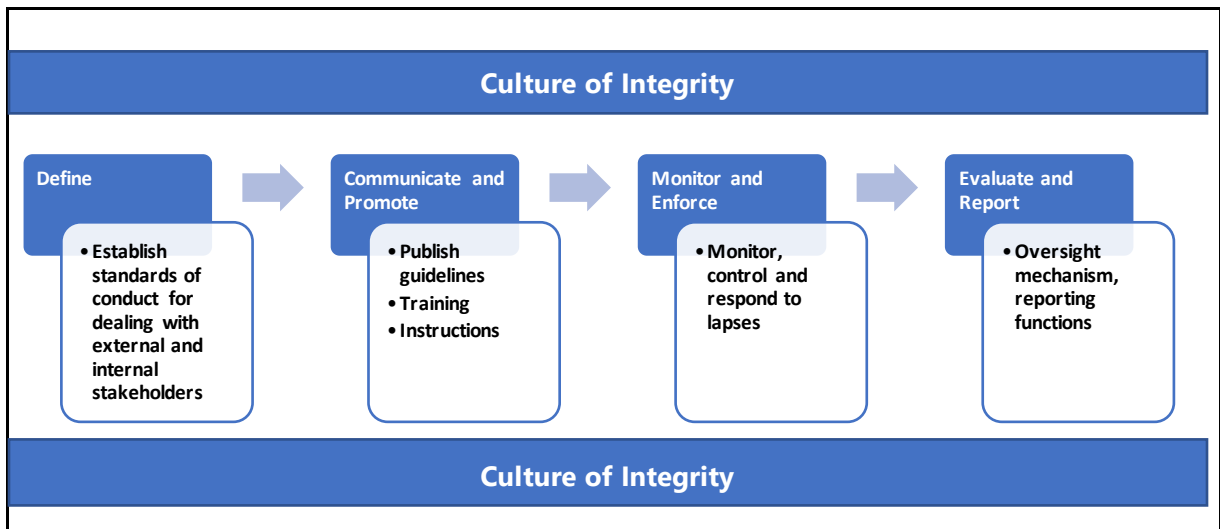 Culture of Integrity
Define
• Establish
standards of
conduct for
dealing with
external and
internal
stakeholders
Communicate and
Promote
• Publish
guidelines
• Training
• Instructions
Monitor and
Enforce
• Monitor,
control and
respond to
lapses
Evaluate and
Report
• Oversight
mechanism,
reporting
functions
Culture of Integrity